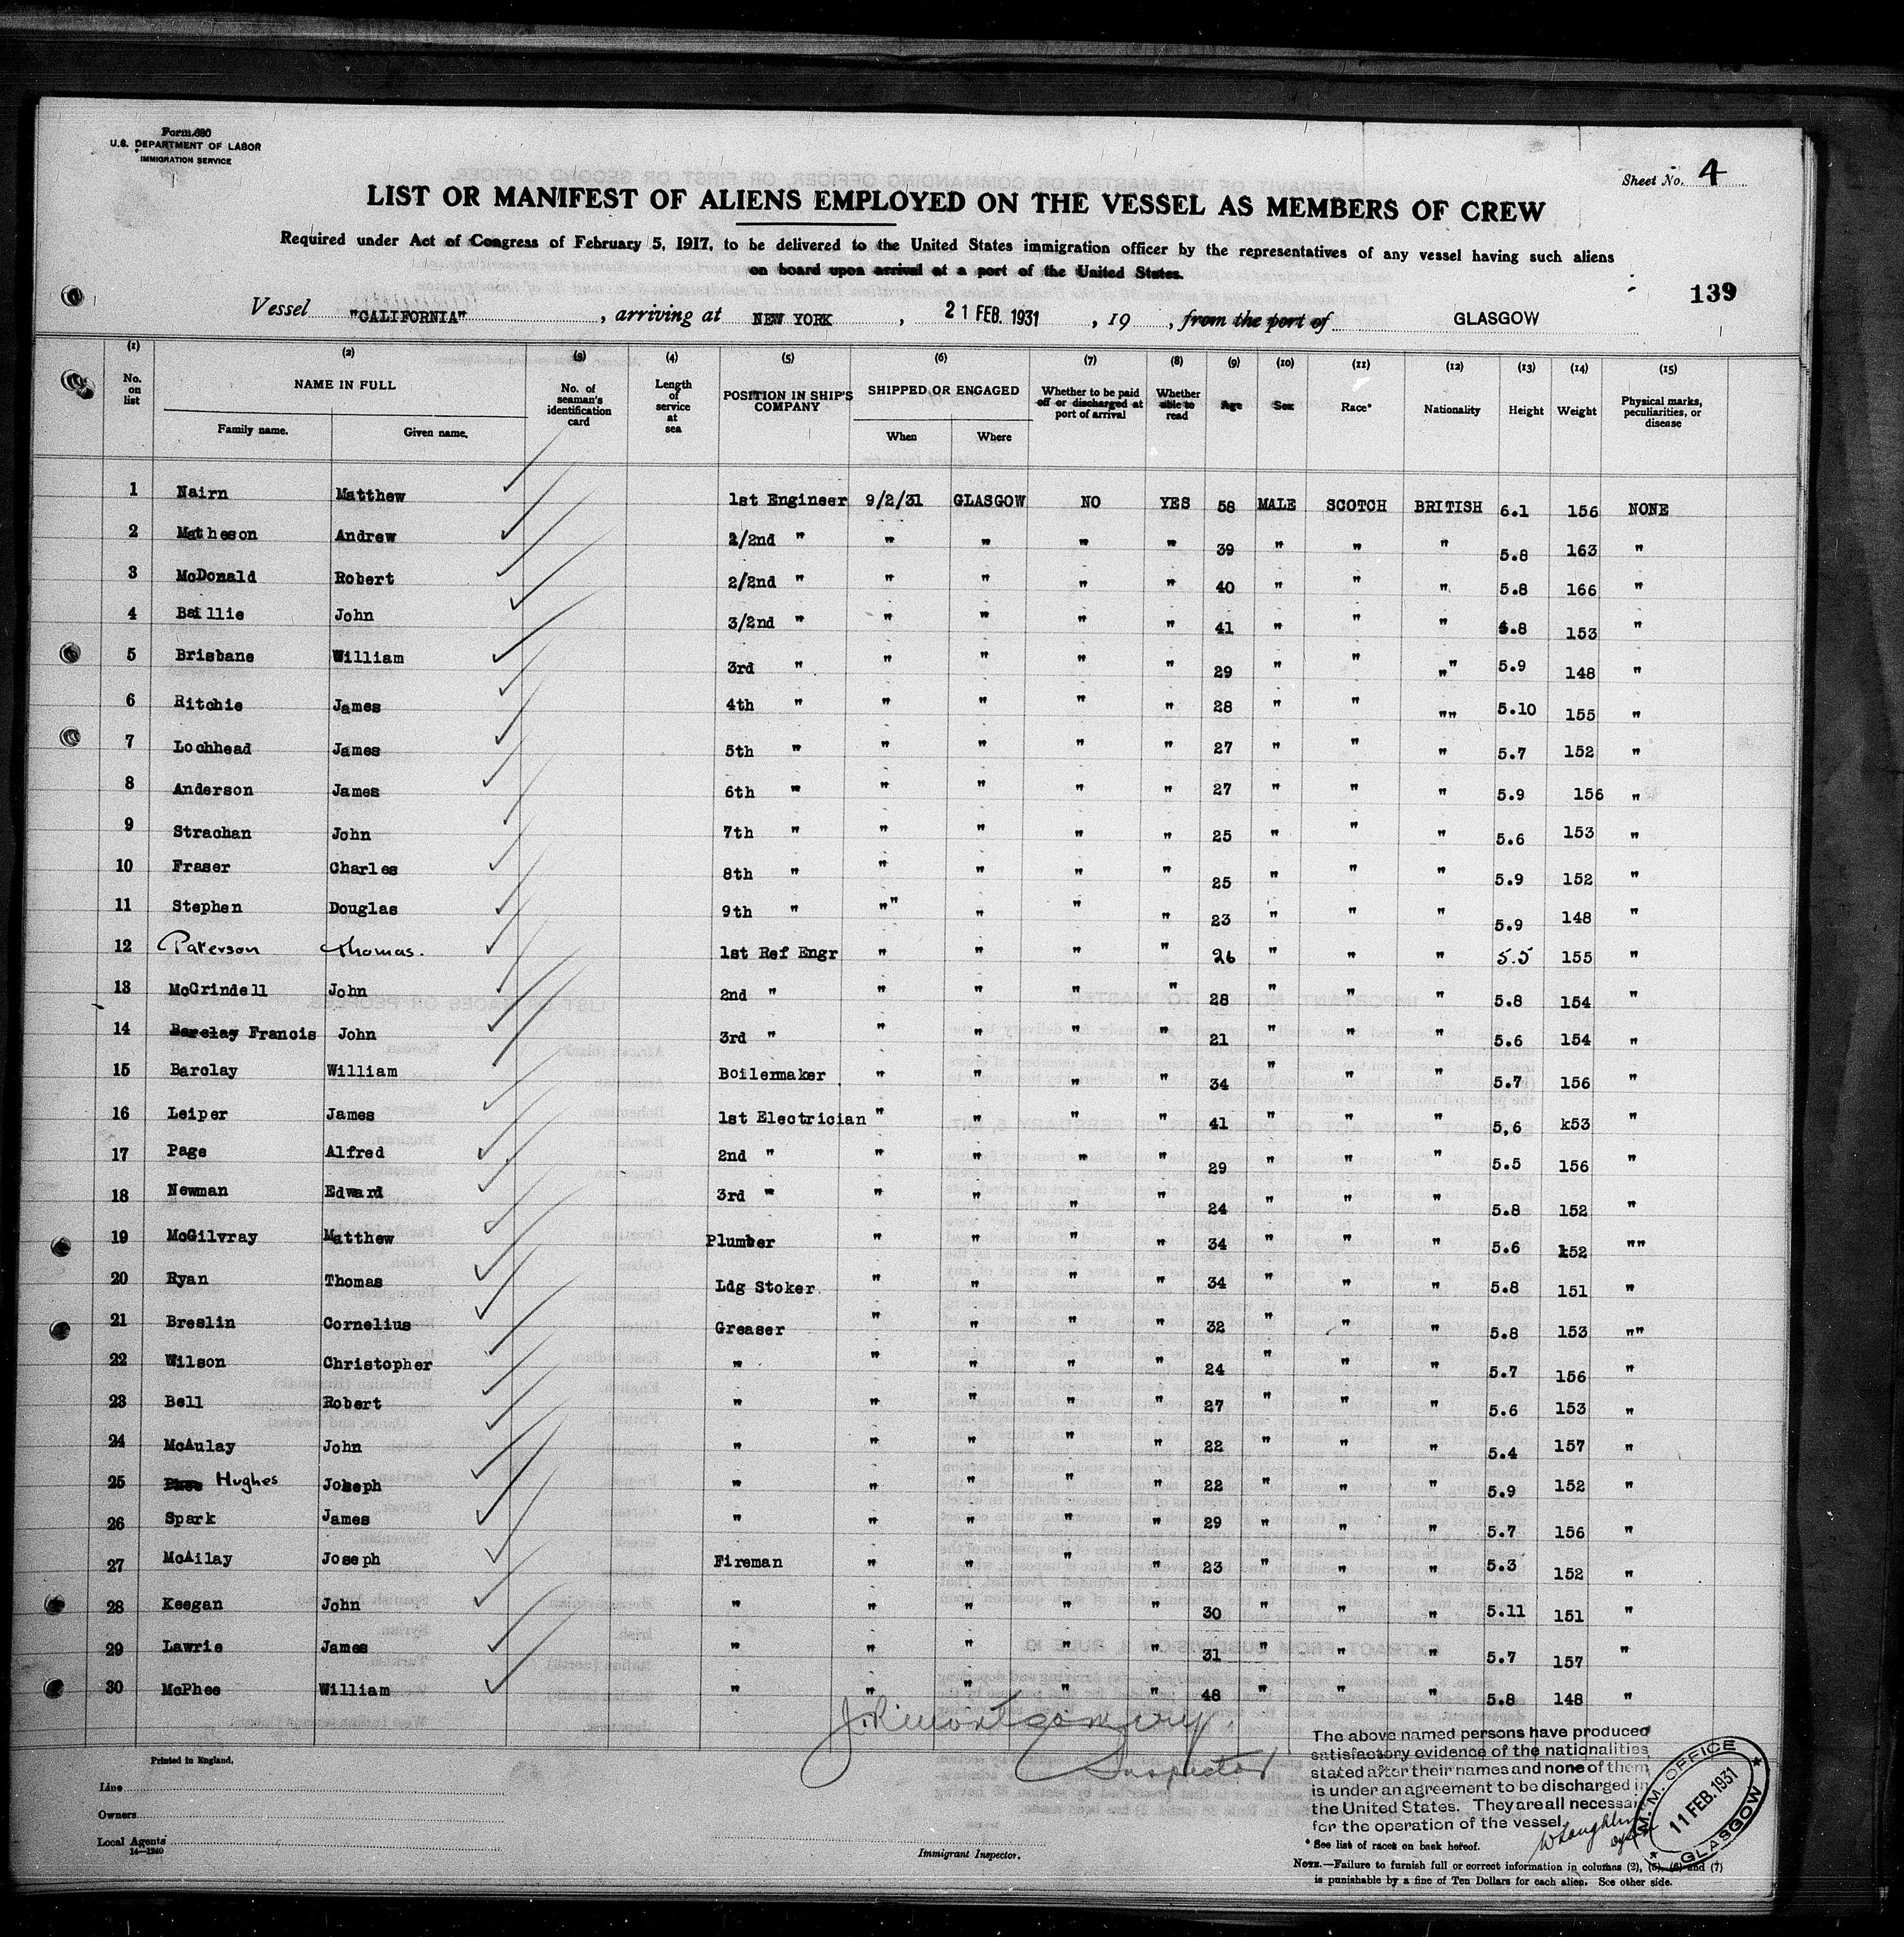 Form 680
U.S. DEPARTMENT OF LABOR
IMMIGRATION SERVICE
Sheet No. 4
LIST OR MANIFEST OF ALIENS EMPLOYED ON THE VESSEL AS MEMBERS OF CREW
Required under Act of Congress of February 5, 1917, to be delivered to the United States immigration officer by the representatives of any vessel having such aliens
on board upon arrival at a port of the United States.
139
Vessel "CALIFORNIA", arriving at NEW YORK, 21 FEB. 1931, 19, from the port of GLASGOW
(1) (2) (3) (4) (5) (6) (7) (8) (9) (10) (11) (12) (13) (14) (15)
No. on list NAME IN FULL Family name. Given name. No. of seaman's identification card Length of service at sea POSITION IN SHIP'S COMPANY SHIPPED OR ENGAGED When Where Whether to be paid off or discharged at port of arrival Whether able to read Age Sex Race* Nationality Height Weight Physical marks, peculiarities, or disease
1 Nairn Matthew 1st Engineer 9/2/31 GLASGOW NO YES 58 MALE SCOTCH BRITISH 6.1 156 NONE
2 Matheson Andrew 2/2nd " " " " " 39 " " " 5.8 163 "
3 McDonald Robert 2/2nd " " " " " 40 " " " 5.8 166 "
4 Baillie John 3/2nd " " " " " 41 " " " 5.8 153 "
5 Brisbane William 3rd " " " " " 29 " " "" 5.9 148 "
6 Ritchie James 4th " " " " " 28 " " "" 5.10 155 "
7 Lochhead James 5th " " " " " 27 " " " 5.7 152 "
8 Anderson James 6th " " " " " 27 " " " 5.9 156 "
9 Strachan John 7th " " " " " 25 " " " 5.6 153 "
10 Fraser Charles 8th " " " " " 25 " " " 5.9 152 "
11 Stephen Douglas 9th " "" " " " 23 " " " 5.9 148 "
12 Paterson Thomas. 1st Ref Engr " " " " 26 " " " 5.5 155 "
13 McGrindell John 2nd " " " " " 28 " " " 5.8 154 "
14 Barclay Francis John 3rd " " " " " 21 " " " 5.6 154 "
15 Barclay William Boilermaker " " " " 34 " " " 5.7 156 "
16 Leiper James 1st Electrician " " " " 41 " " " 5,6 k53 "
17 Page Alfred 2nd " " " " " 29 " " " 5.5 156 "
18 Newman Edward 3rd " " " " " 24 " " " 5.8 152 "
19 McGilvray Matthew Plumber " " " " 34 " " " 5.6 152 ""
20 Ryan Thomas Ldg Stoker " " " " 34 " " " 5.8 151 "
21 Breslin Cornelius Greaser " " " " 32 " " " 5.8 153 ""
22 Wilson Christopher " " " " " 24 " " " 5.7 156 "
23 Bell Robert " " " " " 27 " " " 5.6 153 "
24 McAulay John " " " " " 22 " " " 5.4 157 "
25 Hughes Joseph " " " " " 22 " " " 5.9 152 "
26 Spark James " " " " " 29 " " " 5.7 156 "
27 McAilay Joseph Fireman " " " " 23 " " " 5.3 152 "
28 Keegan John " " " " " 30 " " " 5.11 151 "
29 Lawrie James " " " " " 31 " " " 5.7 157 "
30 McPhee William " " " " " 48 " " " 5.8 148 "
J.R. Montgomery
Inspector
Printed in England.
Line
Owners
Local Agents
14—1240
Immigrant Inspector.
The above named persons have produced
satisfactory evidence of the nationalities
stated after their names and none of them
is under an agreement to be discharged in
the United States. They are all necessary
for the operation of the vessel.
M. M. OFFICE
11 FEB. 1931
GLASGOW
* See list of races on back hereof.
NOTE.—Failure to furnish full or correct information in columns (2), (5), (6) and (7)
is punishable by a fine of Ten Dollars for each alien. See other side.